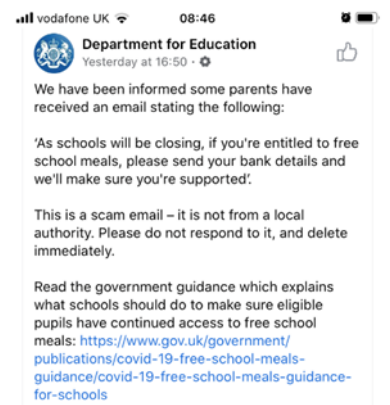 vodafone UK 08:46
Department for Education
Yesterday at 16:50 ·
We have been informed some parents have
received an email stating the following:
'As schools will be closing, if you're entitled to free
school meals, please send your bank details and
we'll make sure you're supported'.
This is a scam email – it is not from a local
authority. Please do not respond to it, and delete
immediately.
Read the government guidance which explains
what schools should do to make sure eligible
pupils have continued access to free school
meals: https://www.gov.uk/government/
publications/covid-19-free-school-meals-
guidance/covid-19-free-school-meals-guidance-
for-schools